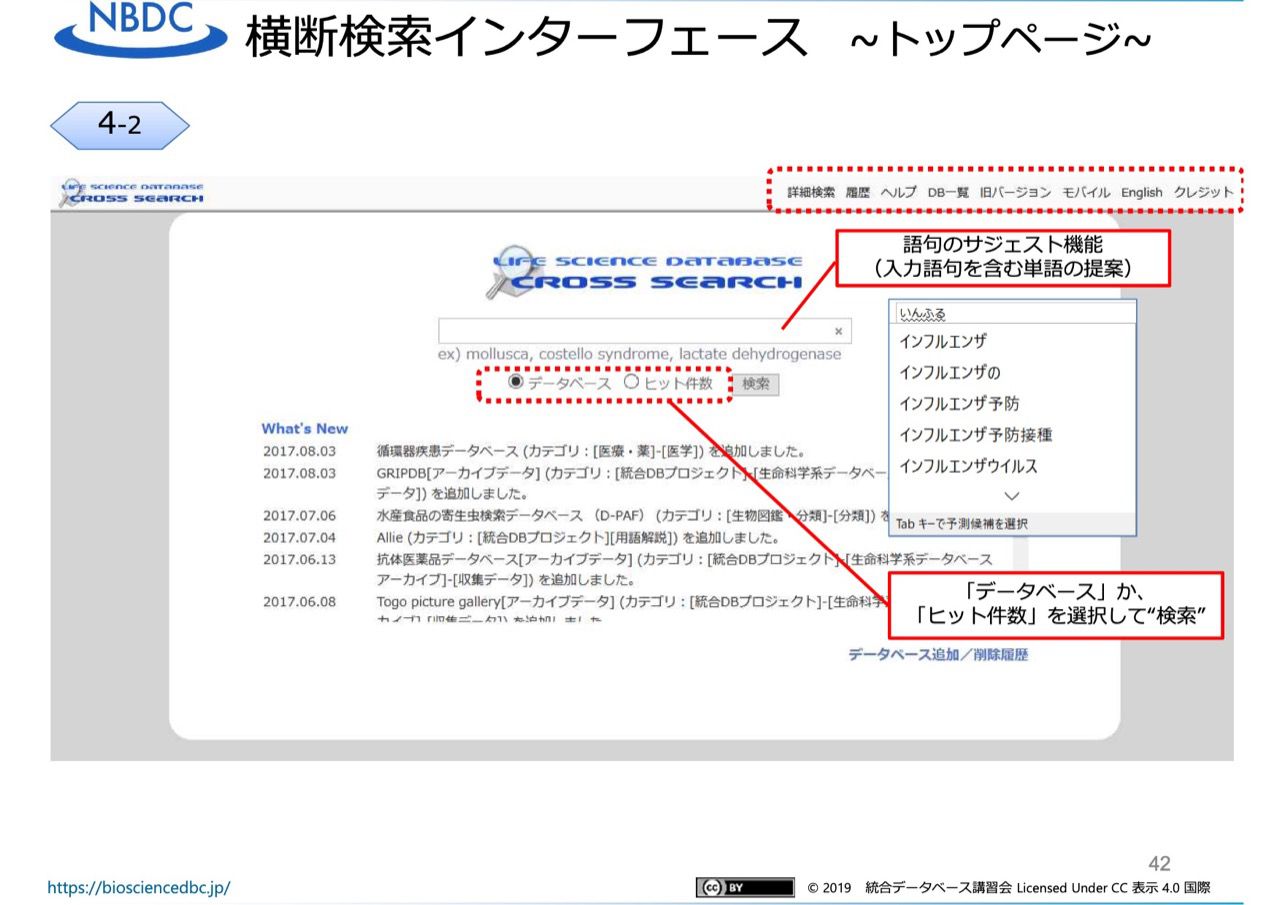 NBDC
横断検索インターフェース ~トップページ~
4-2
LIFE SCIENCE DATABASE
CROSS SEARCH
詳細検索 履歴 ヘルプ DB一覧 旧バージョン モバイル English クレジット
語句のサジェスト機能
（入力語句を含む単語の提案）
LIFE SCIENCE DATABASE
CROSS SEARCH
×
ex) mollusca, costello syndrome, lactate dehydrogenase
データベース ヒット件数 検索
いんふる
インフルエンザ
インフルエンザの
インフルエンザ予防
インフルエンザ予防接種
インフルエンザウイルス
Tab キーで予測候補を選択
What's New
2017.08.03 循環器疾患データベース (カテゴリ：[医療・薬]-[医学]) を追加しました。
2017.08.03 GRIPDB[アーカイブデータ] (カテゴリ：[統合DBプロジェクト]-[生命科学系データベー
データ]) を追加しました。
2017.07.06 水産食品の寄生虫検索データベース （D-PAF） (カテゴリ：[生物図鑑・分類]-[分類]) を
2017.07.04 Allie (カテゴリ：[統合DBプロジェクト][用語解説]) を追加しました。
2017.06.13 抗体医薬品データベース[アーカイブデータ] (カテゴリ：[統合DBプロジェクト]-[生命科学系データベース
アーカイブ]-[収集データ]) を追加しました。
2017.06.08 Togo picture gallery[アーカイブデータ] (カテゴリ：[統合DBプロジェクト]-[生命科学
カイブ]-[収集データ]) を追加しました
「データベース」か、
「ヒット件数」を選択して“検索”
データベース追加／削除履歴
42
https://biosciencedbc.jp/
cc BY © 2019 統合データベース講習会 Licensed Under CC 表示 4.0 国際